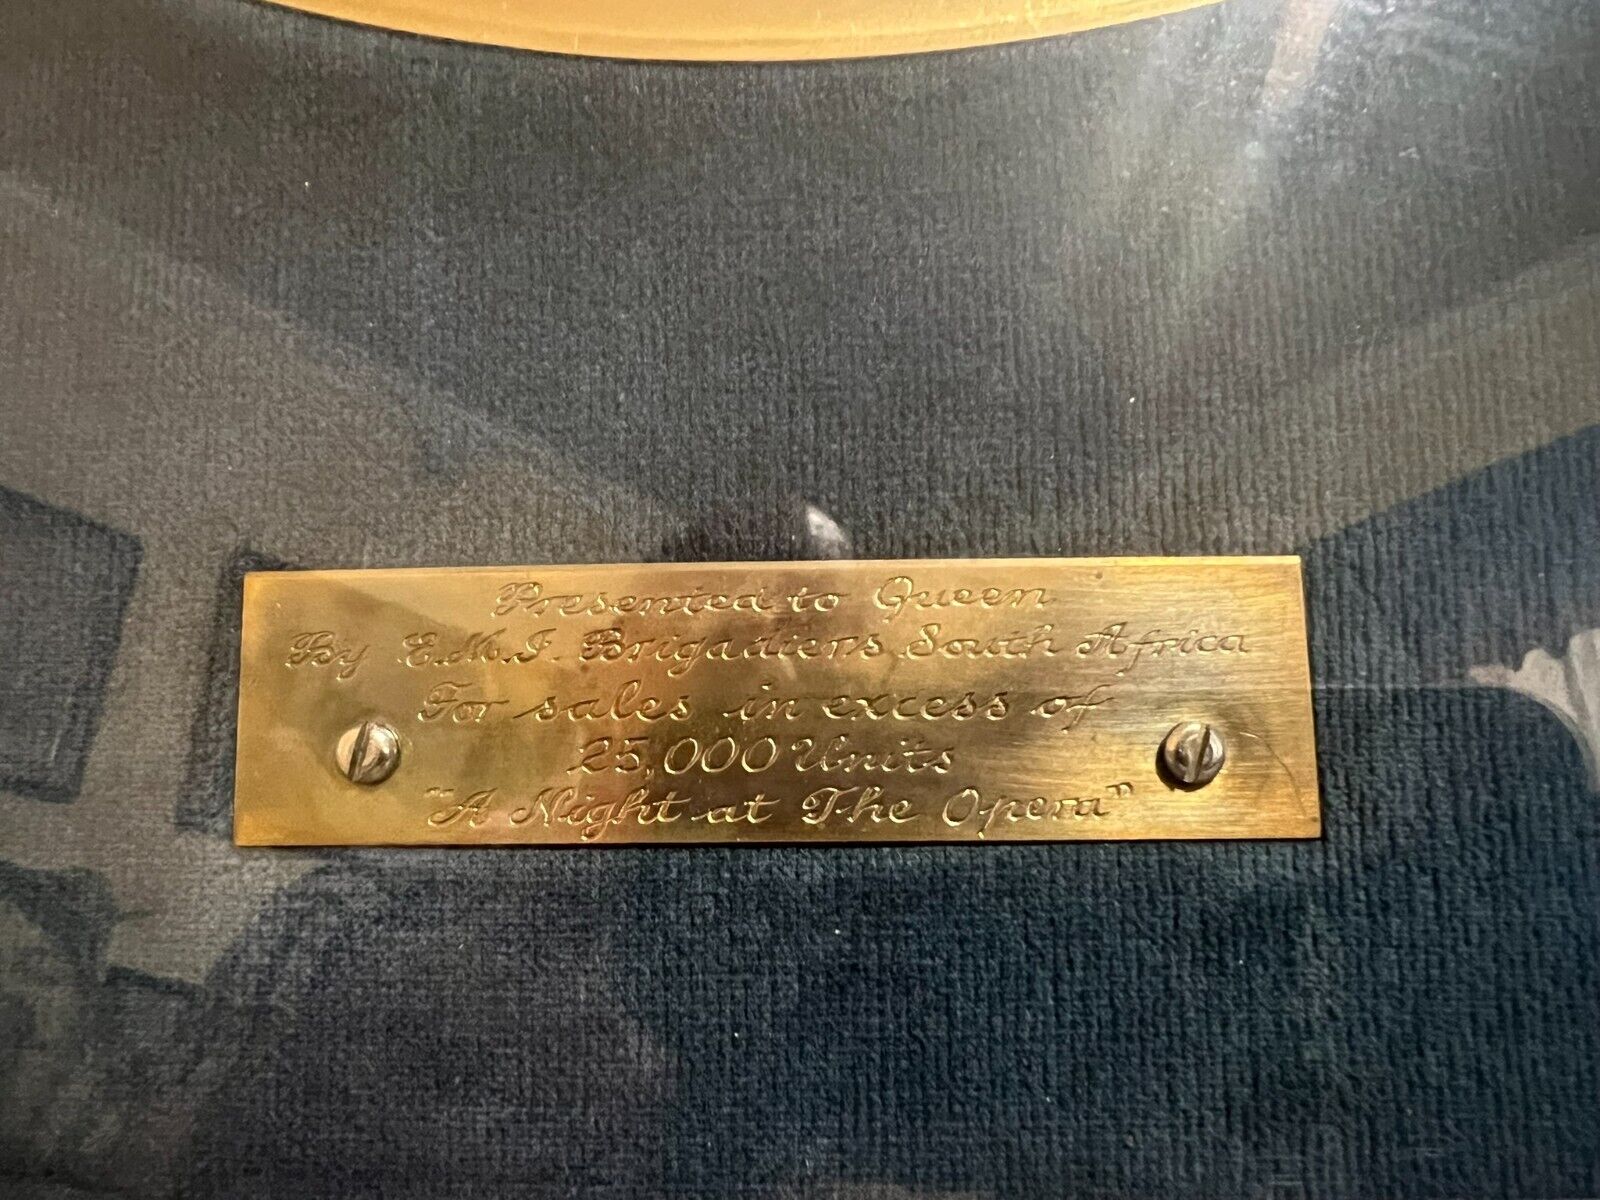 Presented to Queen
By E.M.I. Brigadiers South Africa
For sales in excess of
25,000 Units
"A Night at The Opera"